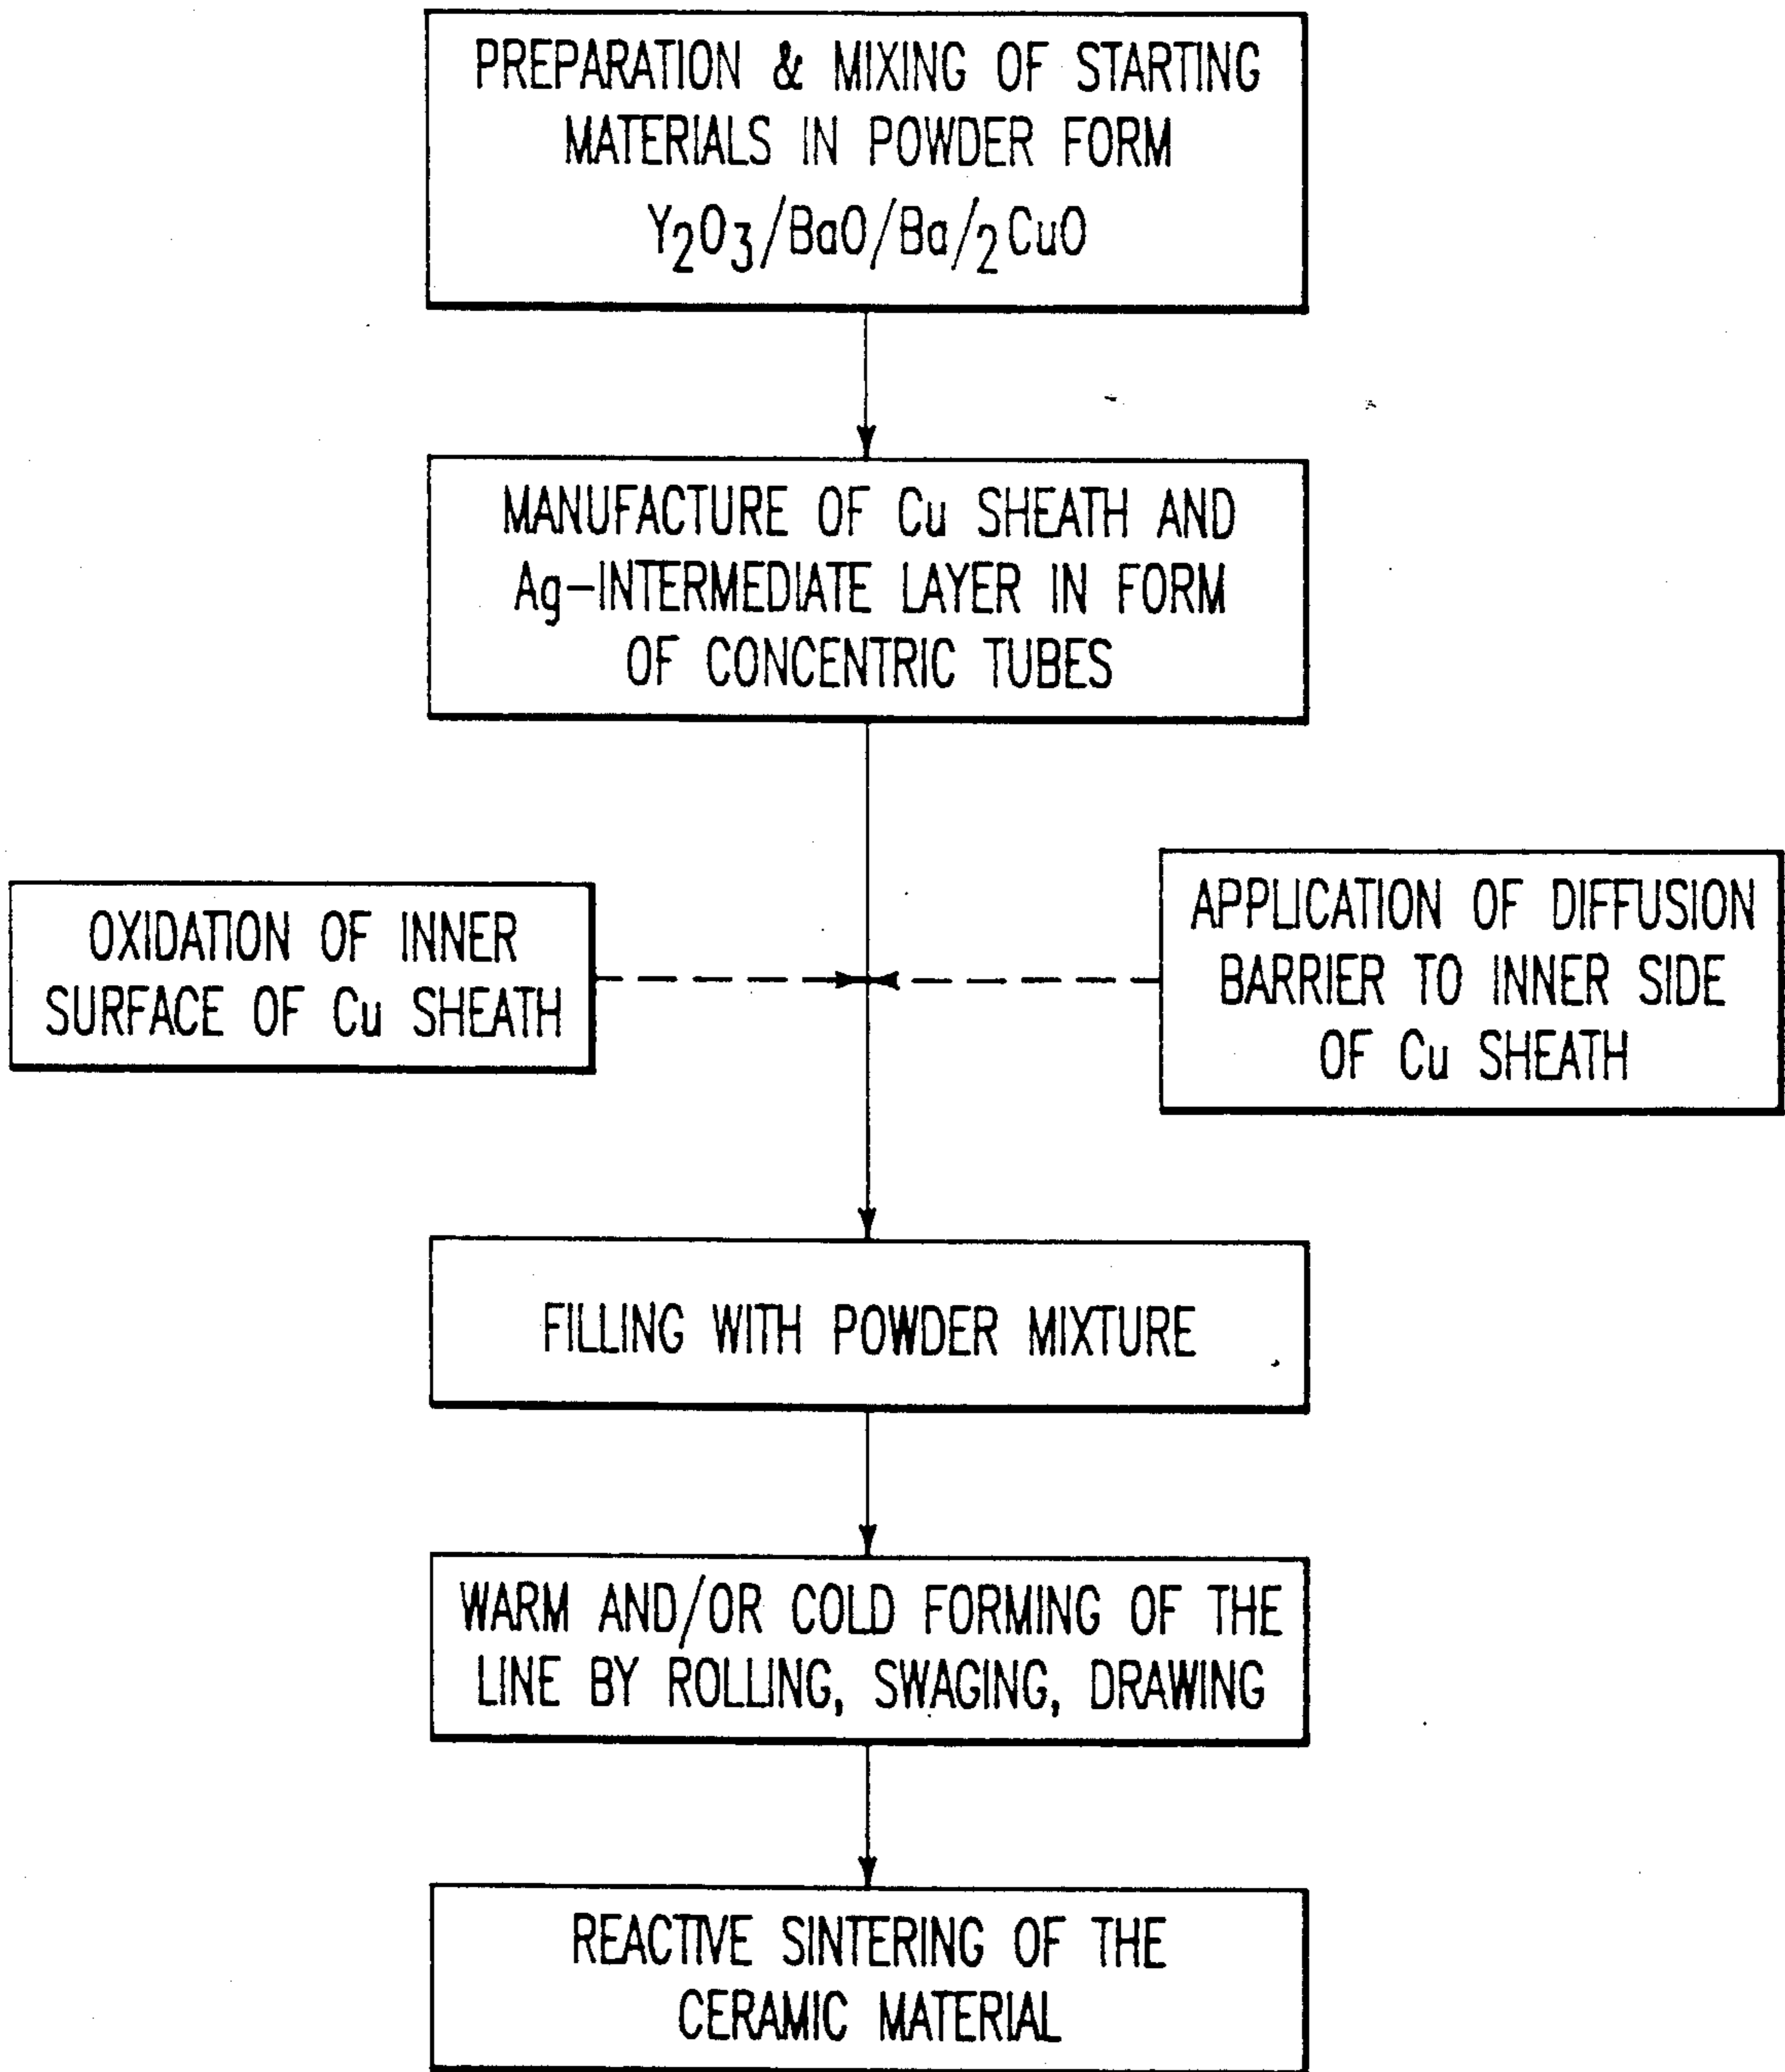 PREPARATION & MIXING OF STARTING
MATERIALS IN POWDER FORM
Y₂O₃/BaO/Ba/₂CuO
MANUFACTURE OF Cu SHEATH AND
Ag-INTERMEDIATE LAYER IN FORM
OF CONCENTRIC TUBES
OXIDATION OF INNER
SURFACE OF Cu SHEATH
APPLICATION OF DIFFUSION
BARRIER TO INNER SIDE
OF Cu SHEATH
FILLING WITH POWDER MIXTURE
WARM AND/OR COLD FORMING OF THE
LINE BY ROLLING, SWAGING, DRAWING
REACTIVE SINTERING OF THE
CERAMIC MATERIAL